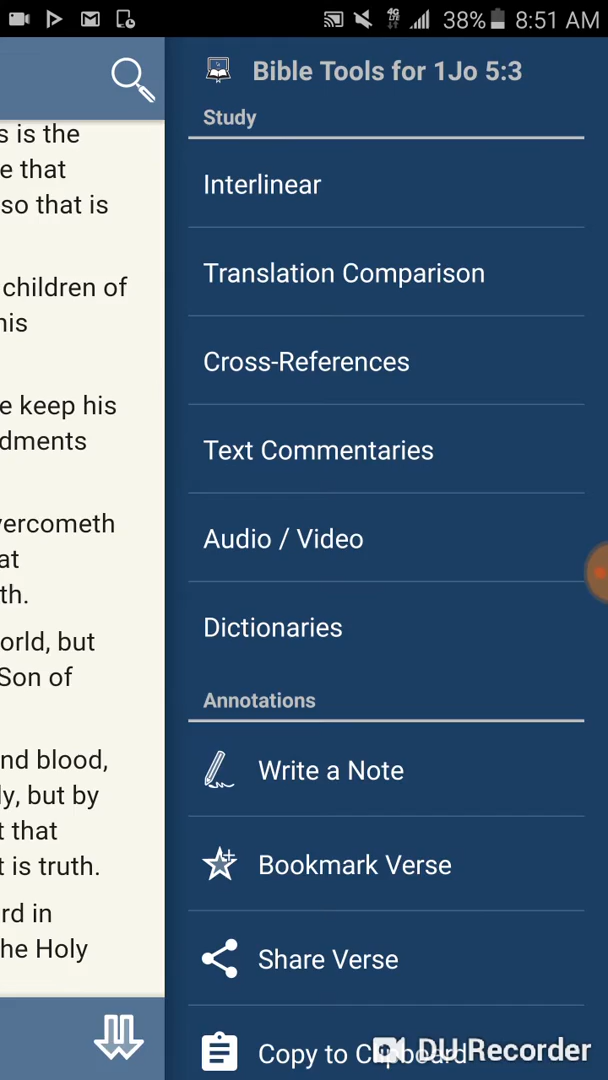 4G
38% 8:51 AM
Bible Tools for 1Jo 5:3
Study
s is the
e that
so that is
children of
his
e keep his
dments
vercometh
at
th.
orld, but
Son of
nd blood,
ly, but by
t that
t is truth.
rd in
he Holy
Interlinear
Translation Comparison
Cross-References
Text Commentaries
Audio / Video
Dictionaries
Annotations
Write a Note
Bookmark Verse
Share Verse
Copy to Clipboard
DU Recorder